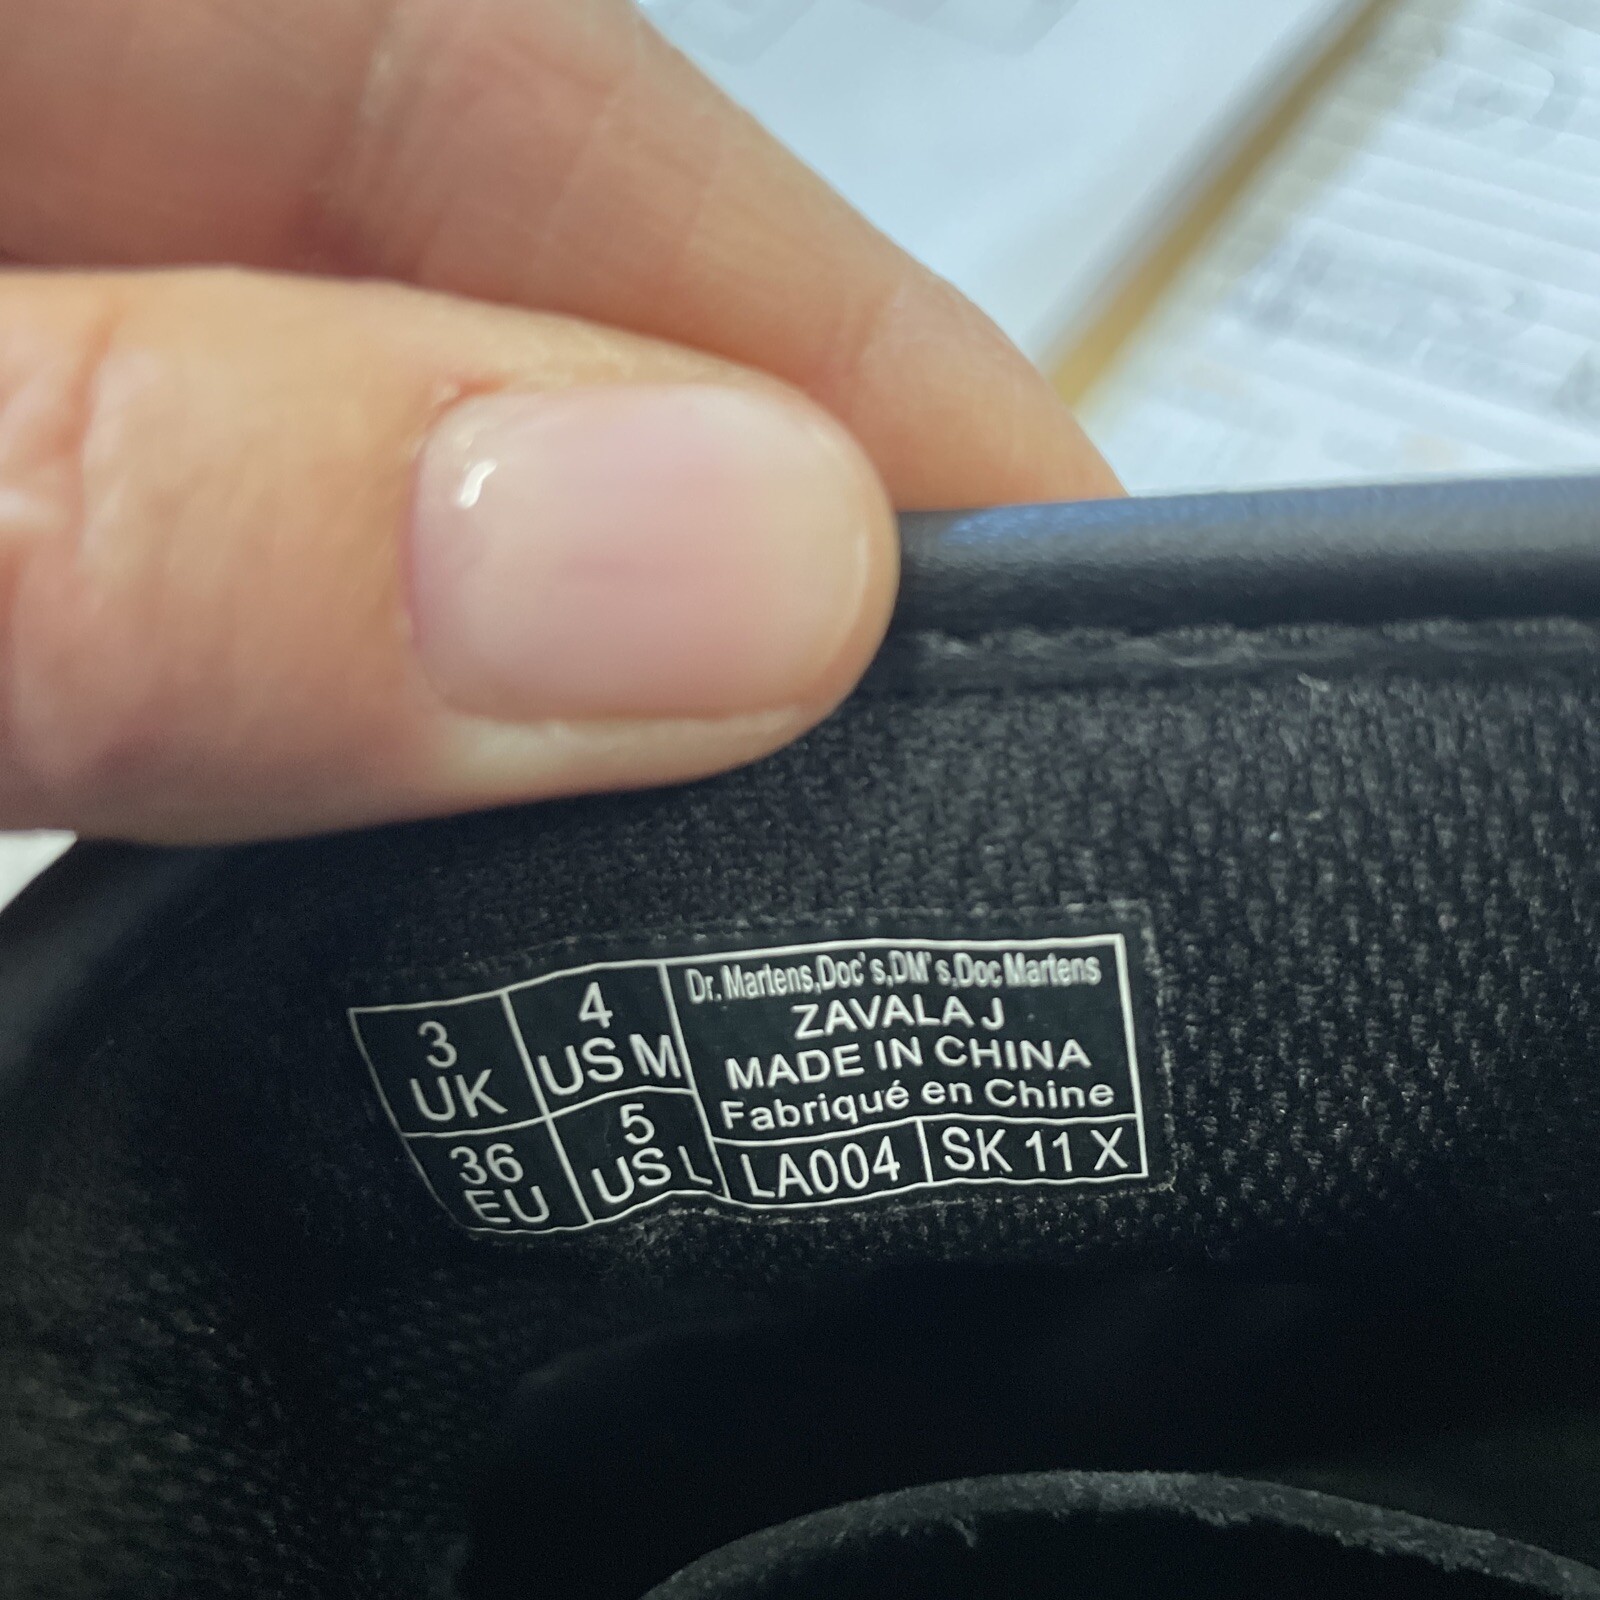 3
UK
4
US M
36
EU
5
US L
Dr. Martens,Doc's,DM's,Doc Martens
ZAVALA J
MADE IN CHINA
Fabriqué en Chine
LA004
SK 11 X